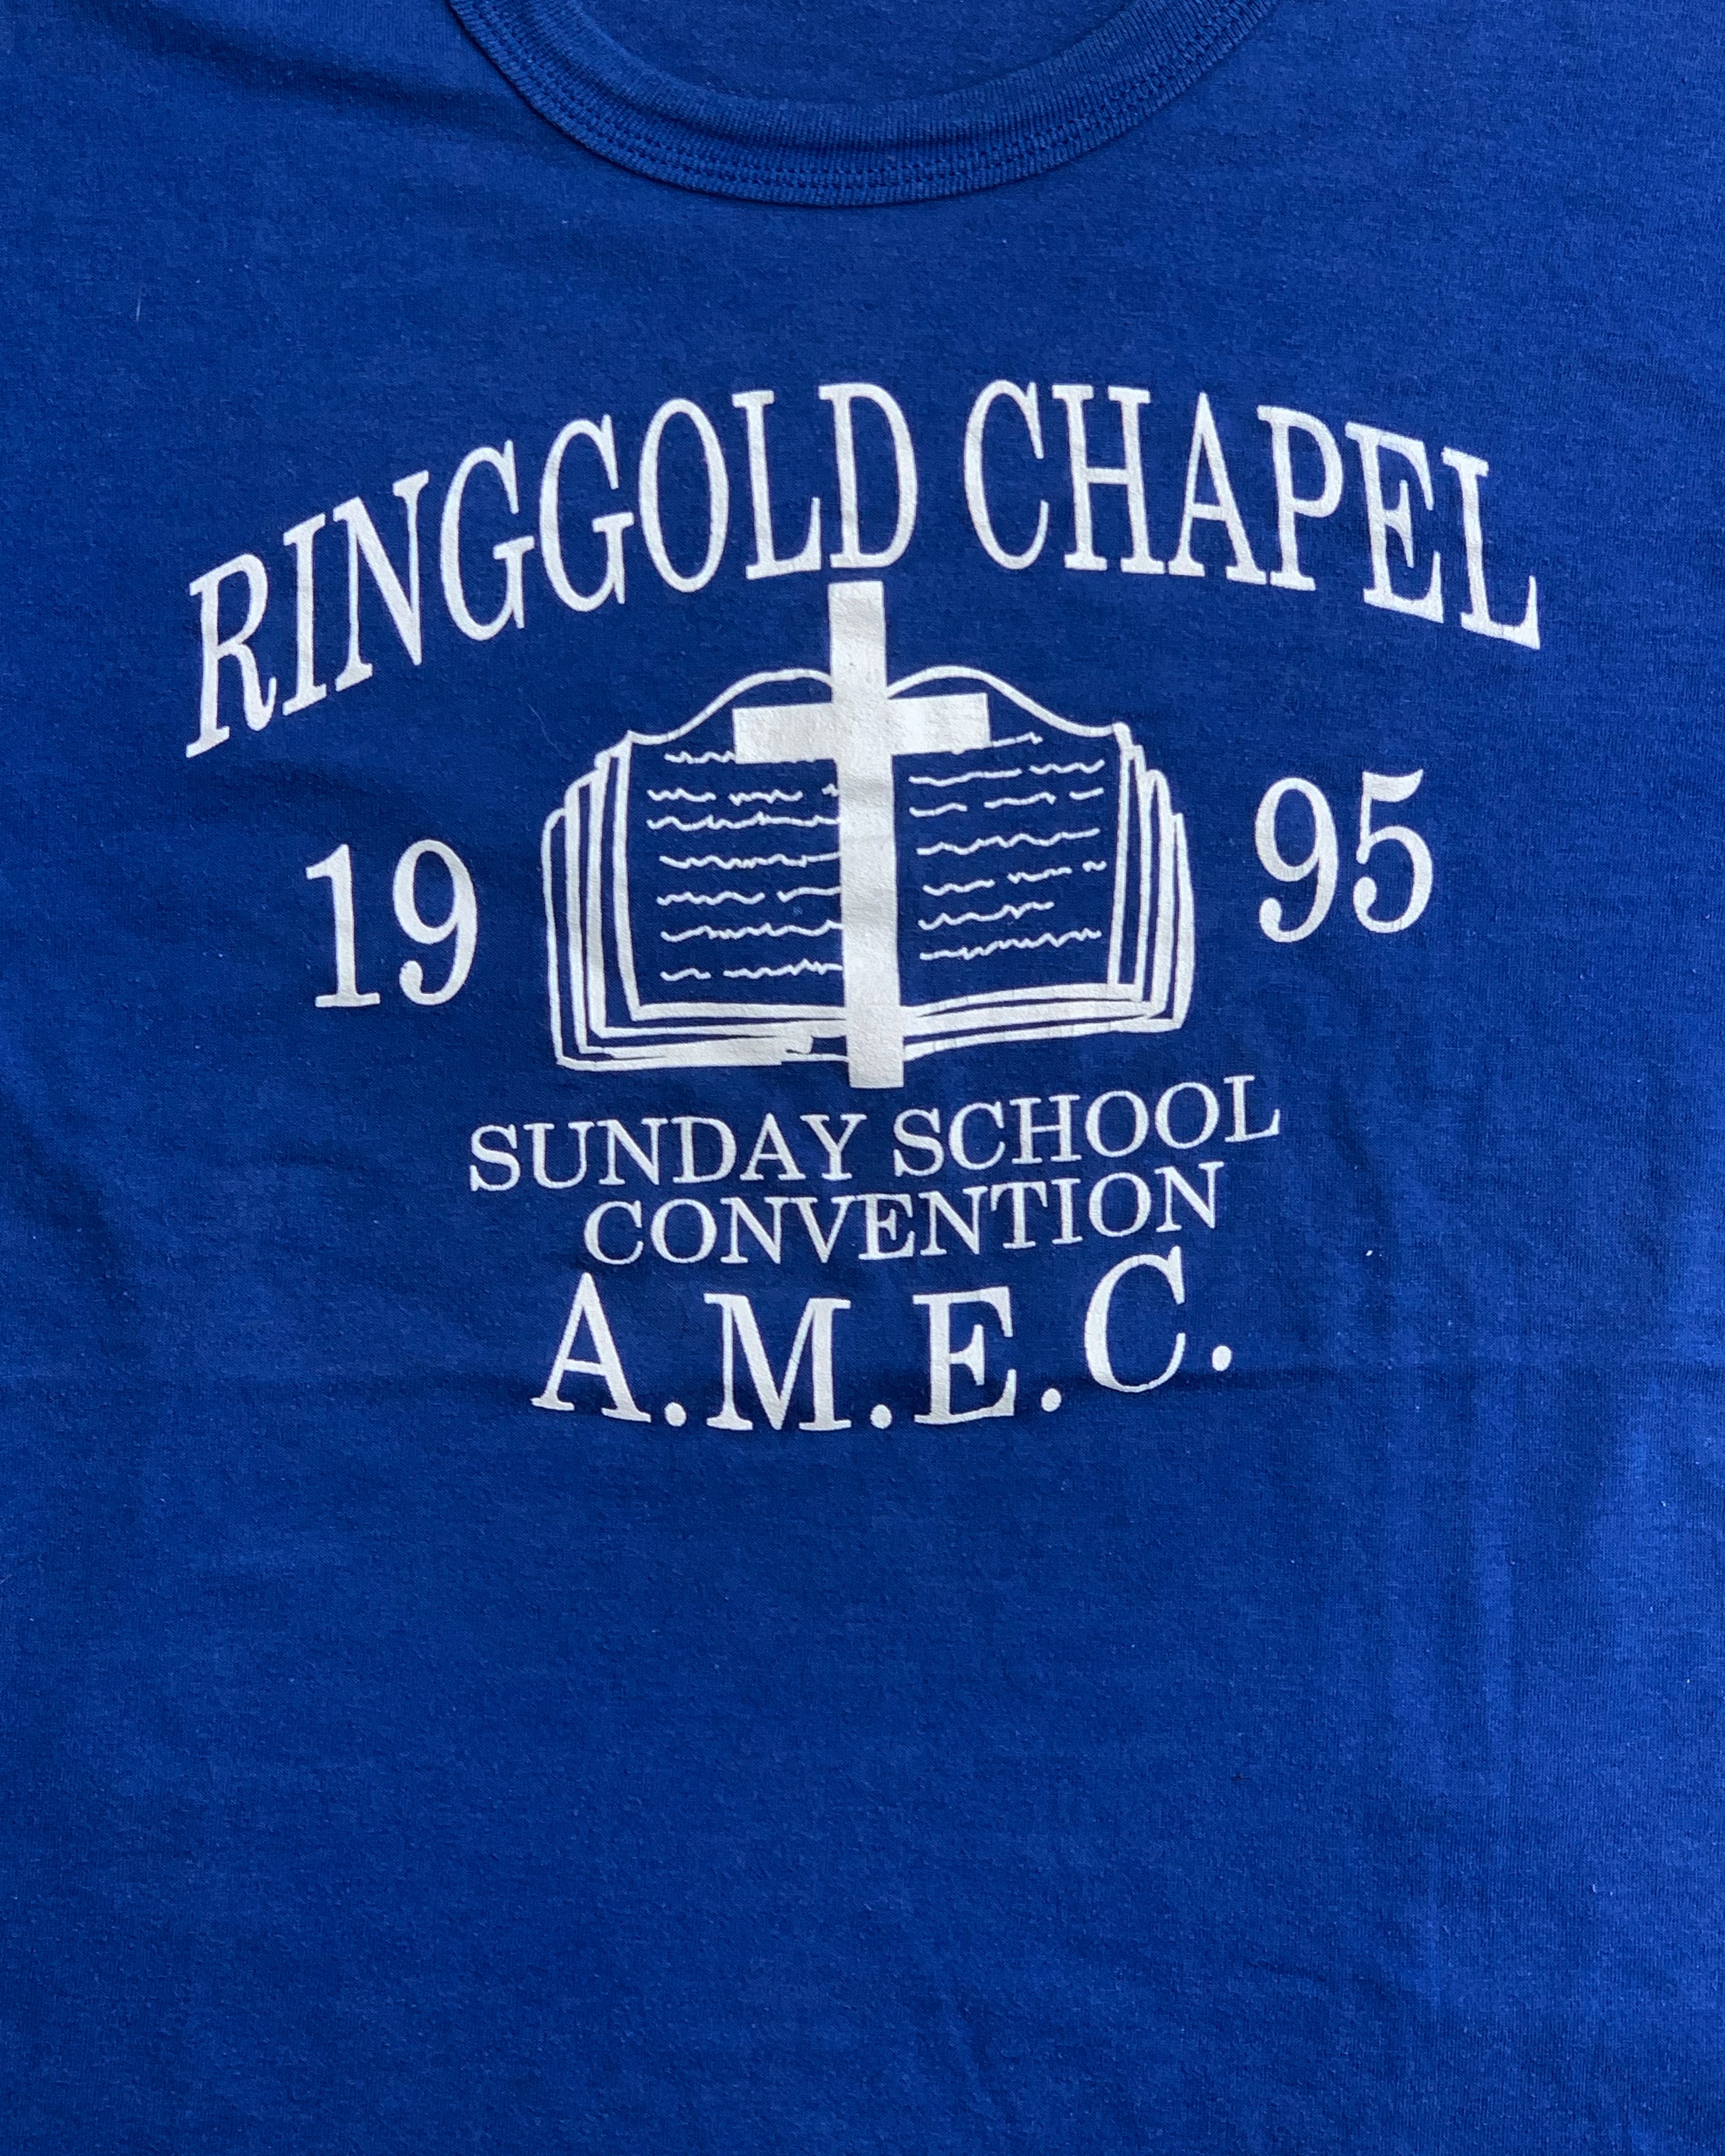 RINGGOLD CHAPEL
19 95
SUNDAY SCHOOL
CONVENTION
A.M.E.C.